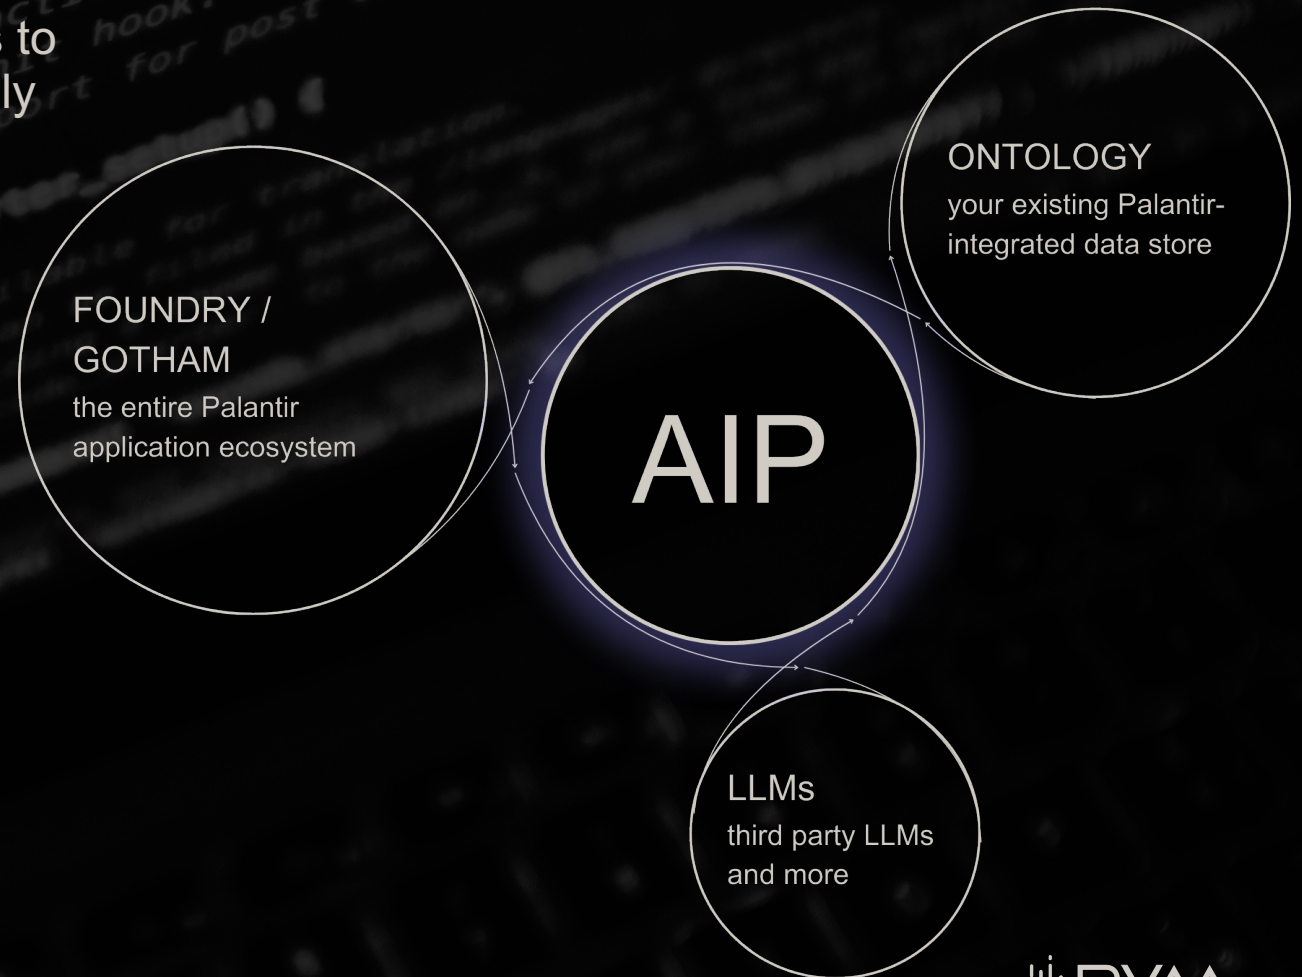 s to
ly
ONTOLOGY
your existing Palantir-
integrated data store
FOUNDRY /
GOTHAM
the entire Palantir
application ecosystem
AIP
LLMs
third party LLMs
and more